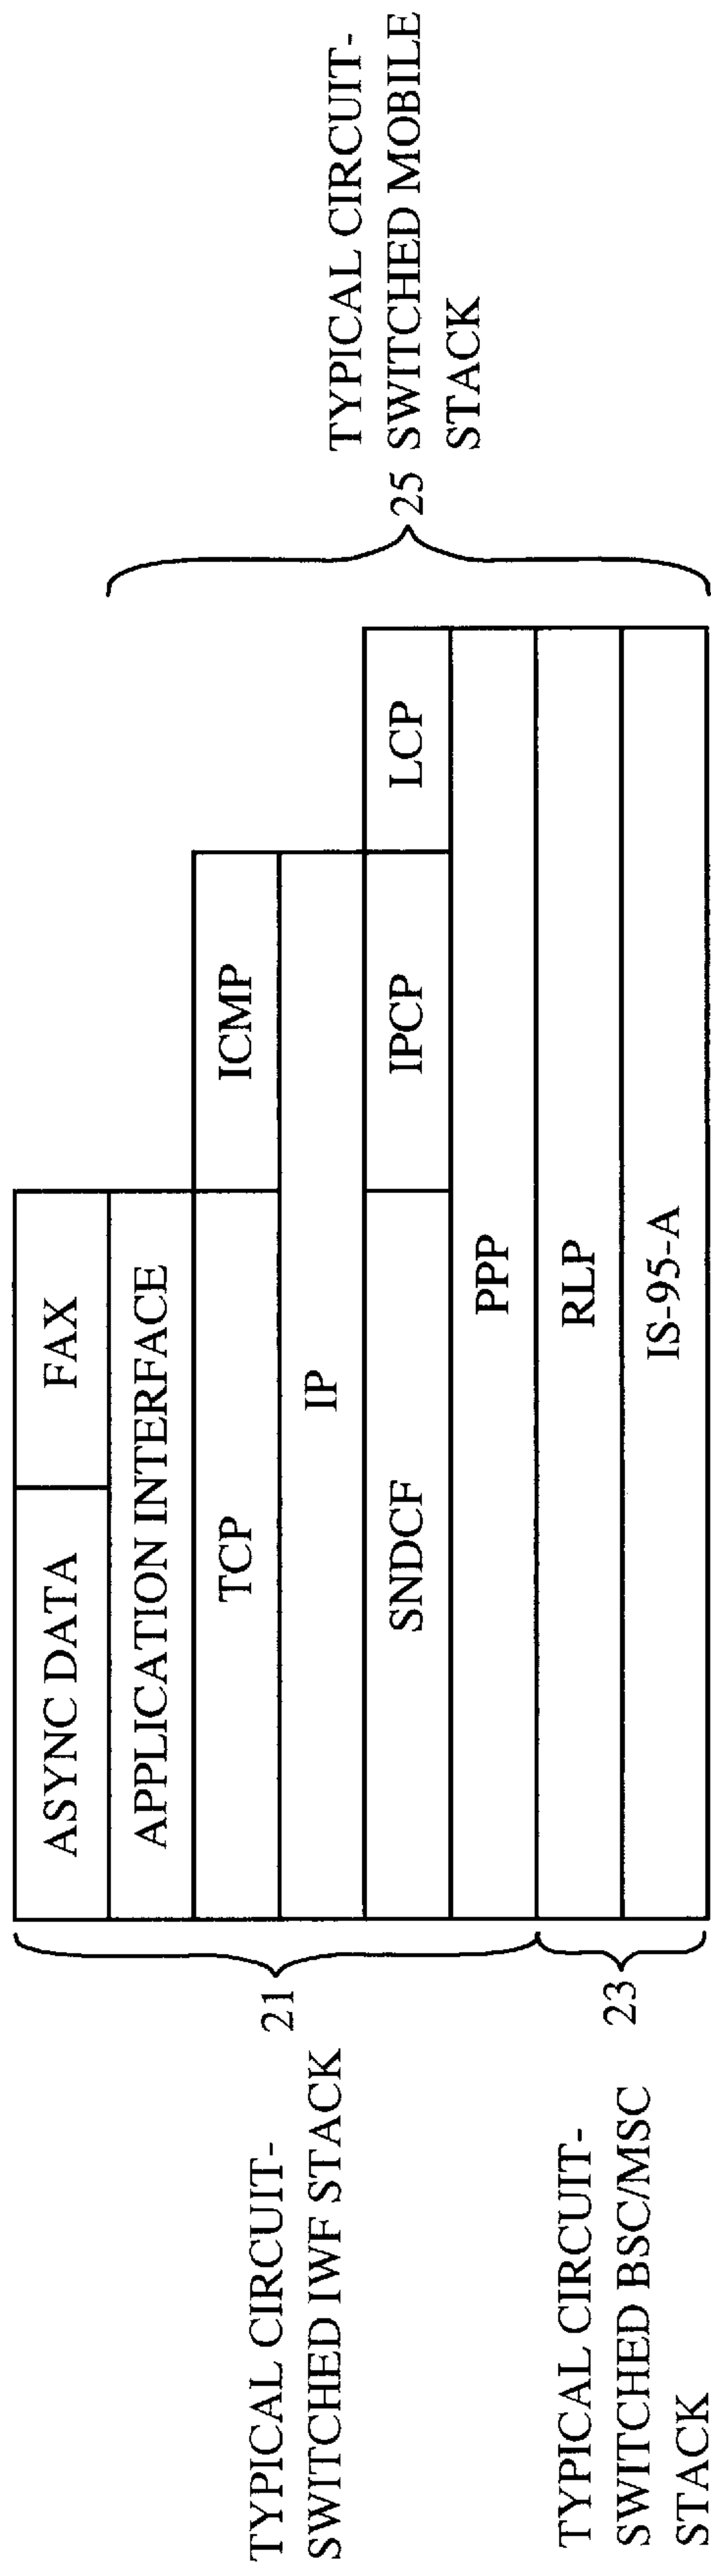 TYPICAL CIRCUIT-
SWITCHED IWF STACK
21
TYPICAL CIRCUIT-
SWITCHED BSC/MSC
STACK
23
ASYNC DATA
FAX
APPLICATION INTERFACE
TCP
ICMP
IP
SNDCF
IPCP
LCP
PPP
RLP
IS-95-A
TYPICAL CIRCUIT-
25 SWITCHED MOBILE
STACK